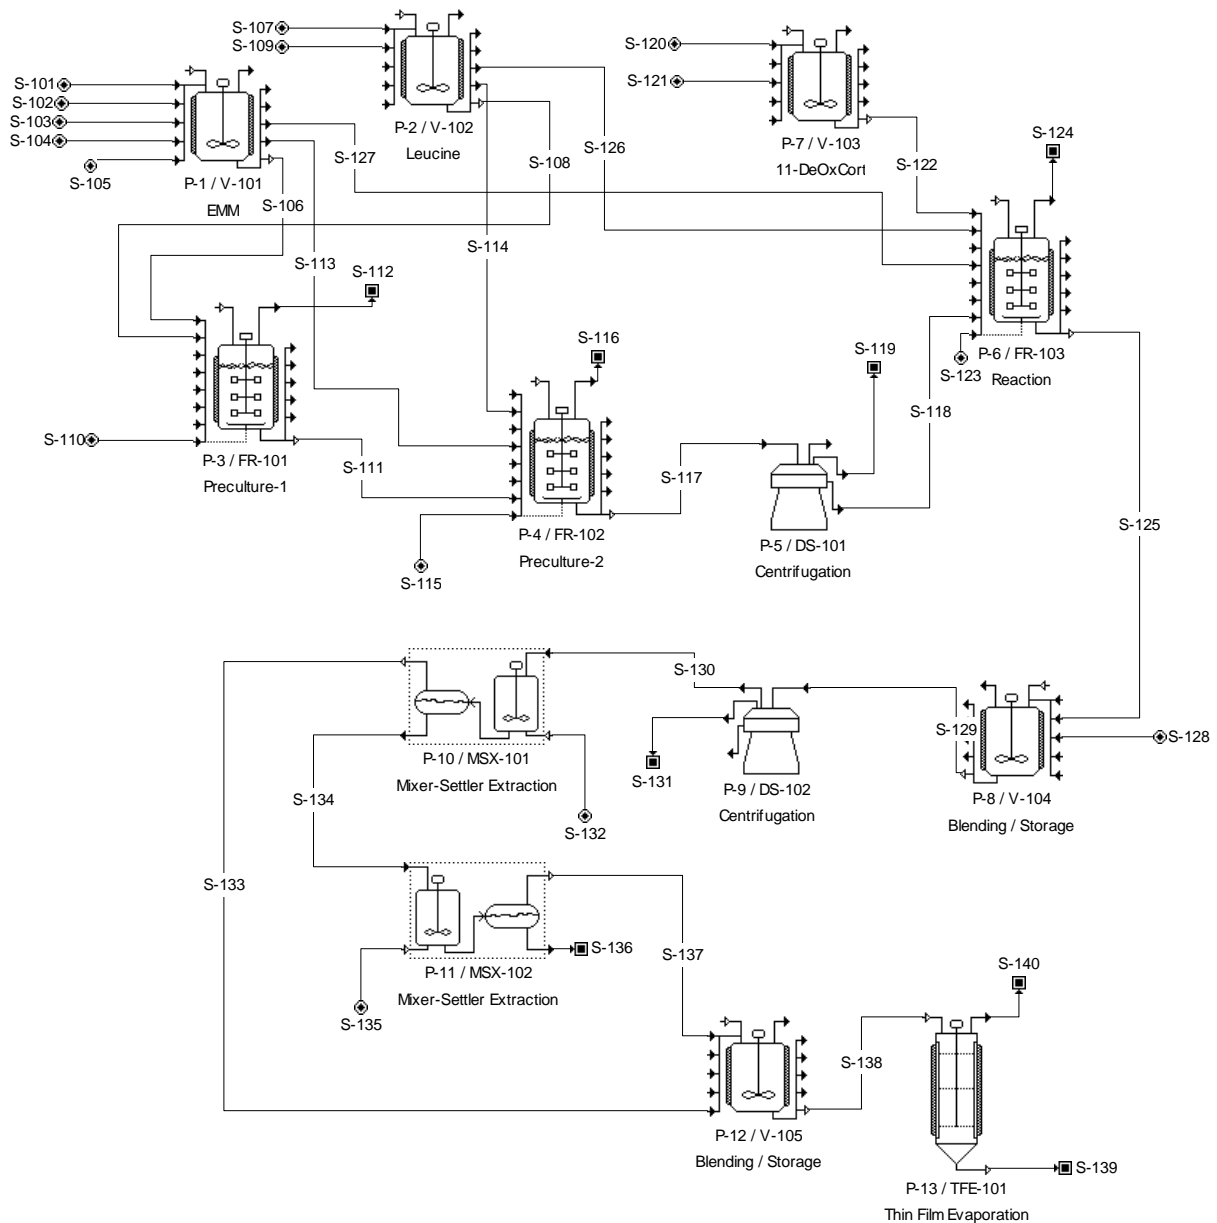 S-107
S-109
S-120
S-121
S-101
S-102
S-103
S-104
S-105
P-1 / V-101
EMM
P-2 / V-102
Leucine
P-7 / V-103
11-DeOxCort
S-124
S-127
S-108
S-126
S-122
S-106
S-114
S-113
S-112
S-116
S-119
S-118
S-123
P-6 / FR-103
Reaction
S-110
P-3 / FR-101
Preculture-1
S-111
S-117
S-125
P-4 / FR-102
Preculture-2
S-115
P-5 / DS-101
Centrifugation
S-130
S-129
S-128
P-10 / MSX-101
Mixer-Settler Extraction
S-131
P-9 / DS-102
Centrifugation
P-8 / V-104
Blending / Storage
S-134
S-132
S-133
S-136
S-137
P-11 / MSX-102
Mixer-Settler Extraction
S-135
S-140
S-138
P-12 / V-105
Blending / Storage
S-139
P-13 / TFE-101
Thin Film Evaporation